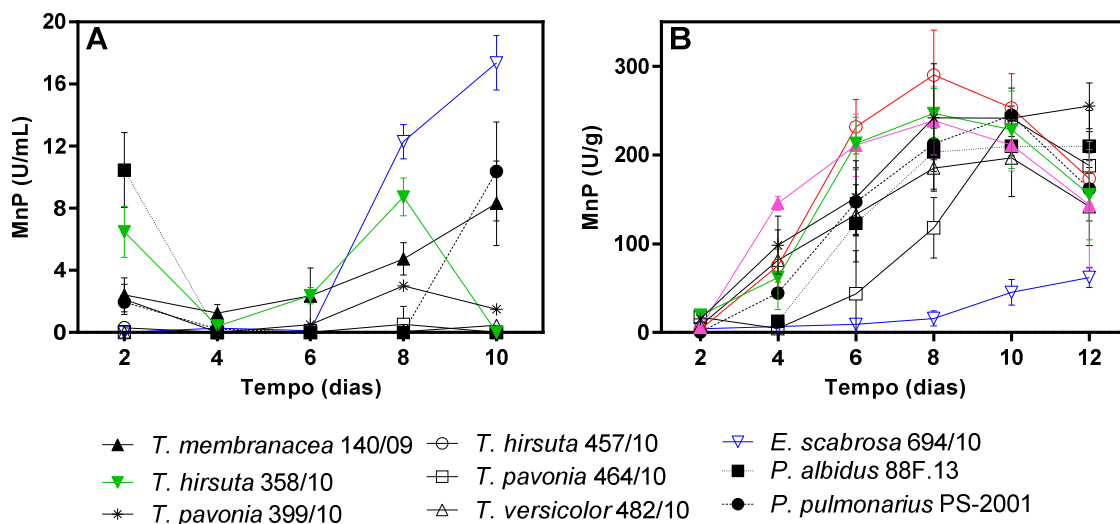 A
B
MnP (U/mL)
20
16
12
8
4
0
2 4 6 8 10
Tempo (dias)
MnP (U/g)
300
200
100
0
2 4 6 8 10 12
Tempo (dias)
T. membranacea 140/09
T. hirsuta 358/10
T. pavonia 399/10
T. hirsuta 457/10
T. pavonia 464/10
T. versicolor 482/10
E. scabrosa 694/10
P. albidus 88F.13
P. pulmonarius PS-2001